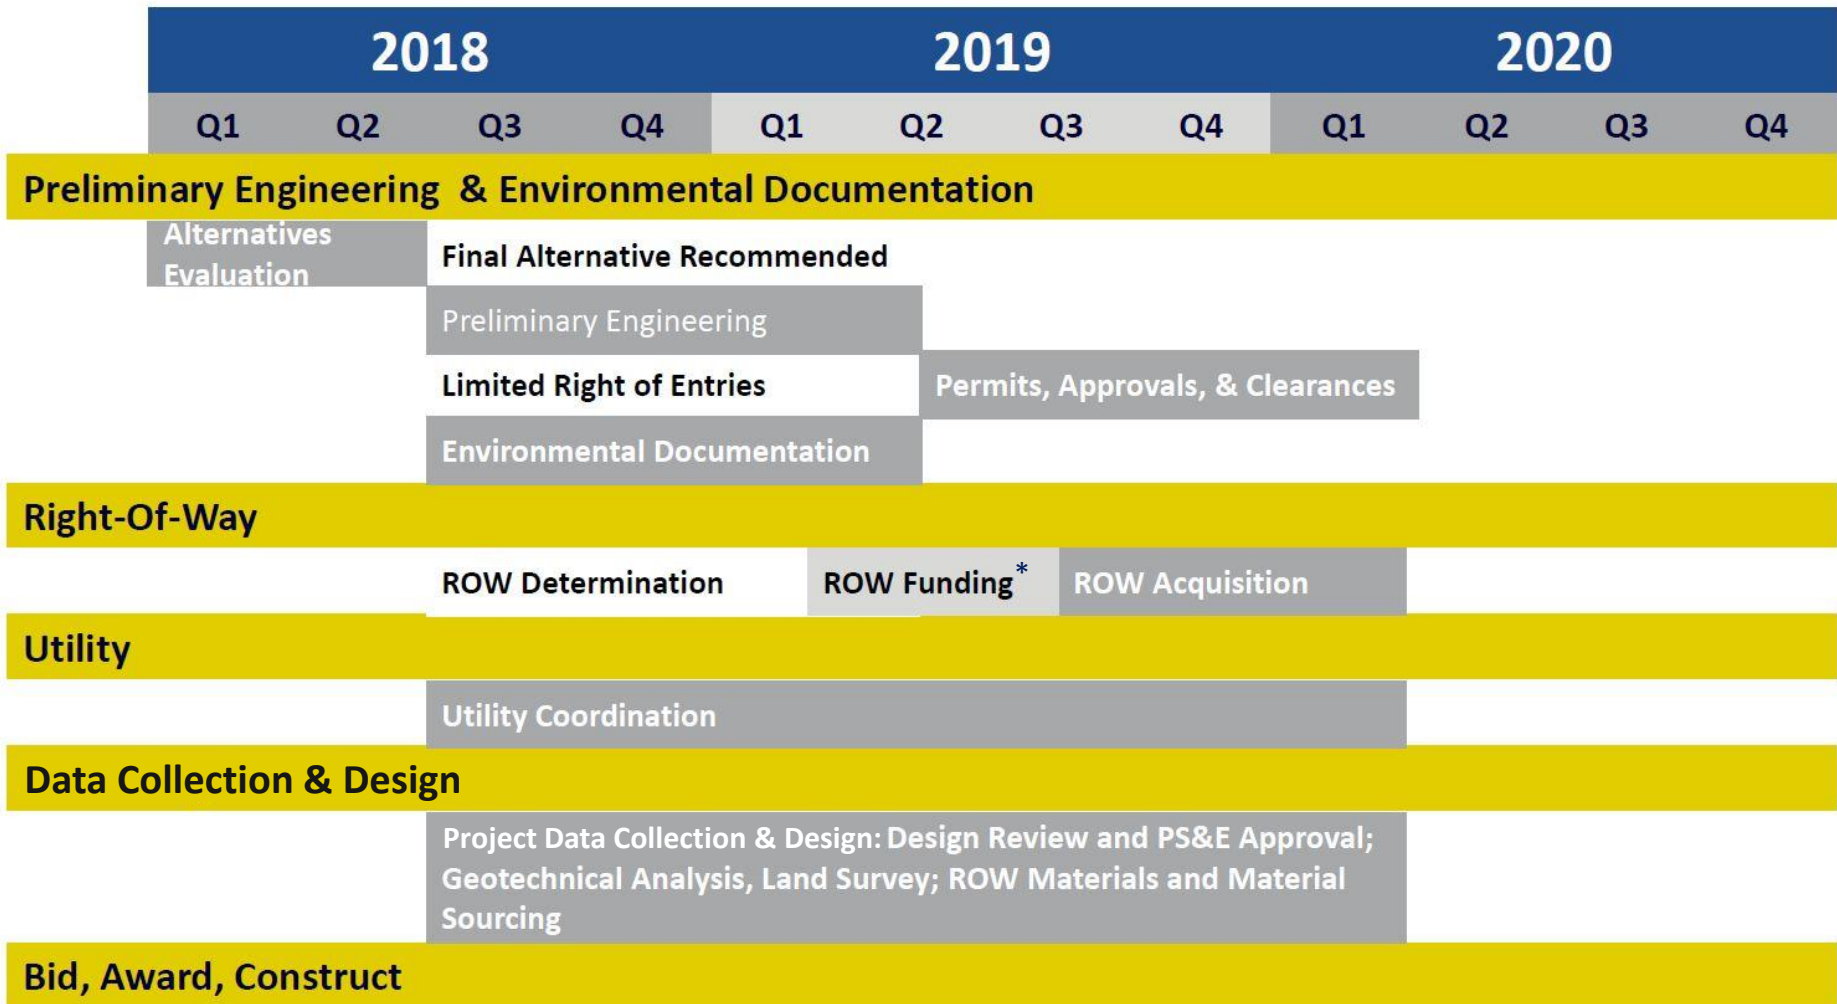 2018 2019 2020
Q1 Q2 Q3 Q4 Q1 Q2 Q3 Q4 Q1 Q2 Q3 Q4
Preliminary Engineering & Environmental Documentation
Alternatives
Evaluation
Final Alternative Recommended
Preliminary Engineering
Limited Right of Entries
Permits, Approvals, & Clearances
Environmental Documentation
Right-Of-Way
ROW Determination
ROW Funding*
ROW Acquisition
Utility
Utility Coordination
Data Collection & Design
Project Data Collection & Design: Design Review and PS&E Approval;
Geotechnical Analysis, Land Survey; ROW Materials and Material
Sourcing
Bid, Award, Construct